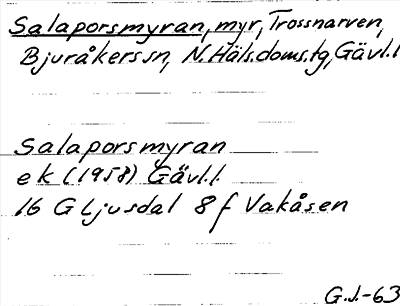 Salaporsmyran, myr, Trossnarven,
Bjuråkers sn, N. Häls. doms. tg, Gävl.l
Salaporsmyran
ek (1958) Gävl.l.
16 G Ljusdal 8 f Vakåsen
G.J.-63